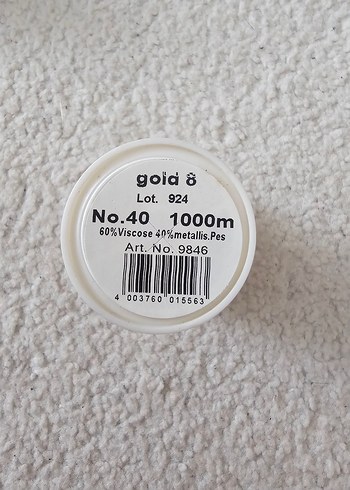 gold 8
Lot. 924
No.40 1000m
60%Viscose 40%metallis.Pes
Art. No. 9846
4 003760 015563